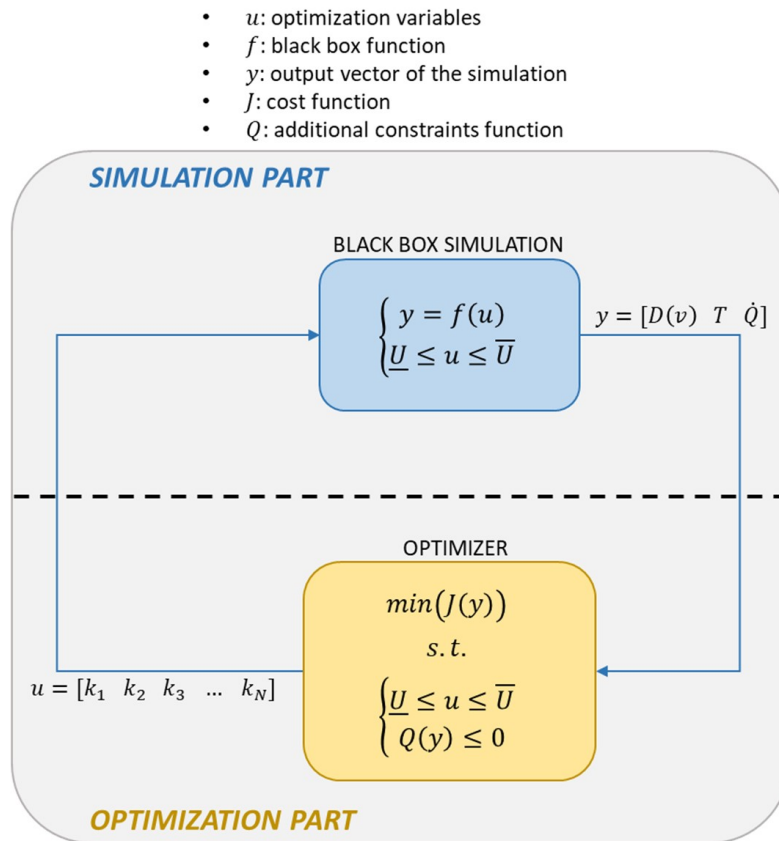 • u: optimization variables
• f: black box function
• y: output vector of the simulation
• J: cost function
• Q: additional constraints function
SIMULATION PART
BLACK BOX SIMULATION
y = f(u)
U̲ ≤ u ≤ U̅
y = [D(v) T Q̇]
OPTIMIZER
min(J(y))
s.t.
U̲ ≤ u ≤ U̅
Q(y) ≤ 0
u = [k₁ k₂ k₃ … k_N]
OPTIMIZATION PART